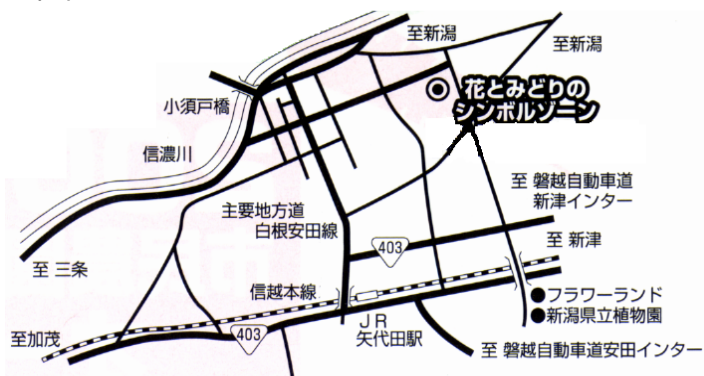 至新潟
至新潟
小須戸橋
花とみどりの
シンボルゾーン
信濃川
至 磐越自動車道
新津インター
主要地方道
白根安田線
403
至 新津
至 三条
信越本線
フラワーランド
新潟県立植物園
至加茂
403
JR
矢代田駅
至 磐越自動車道安田インター